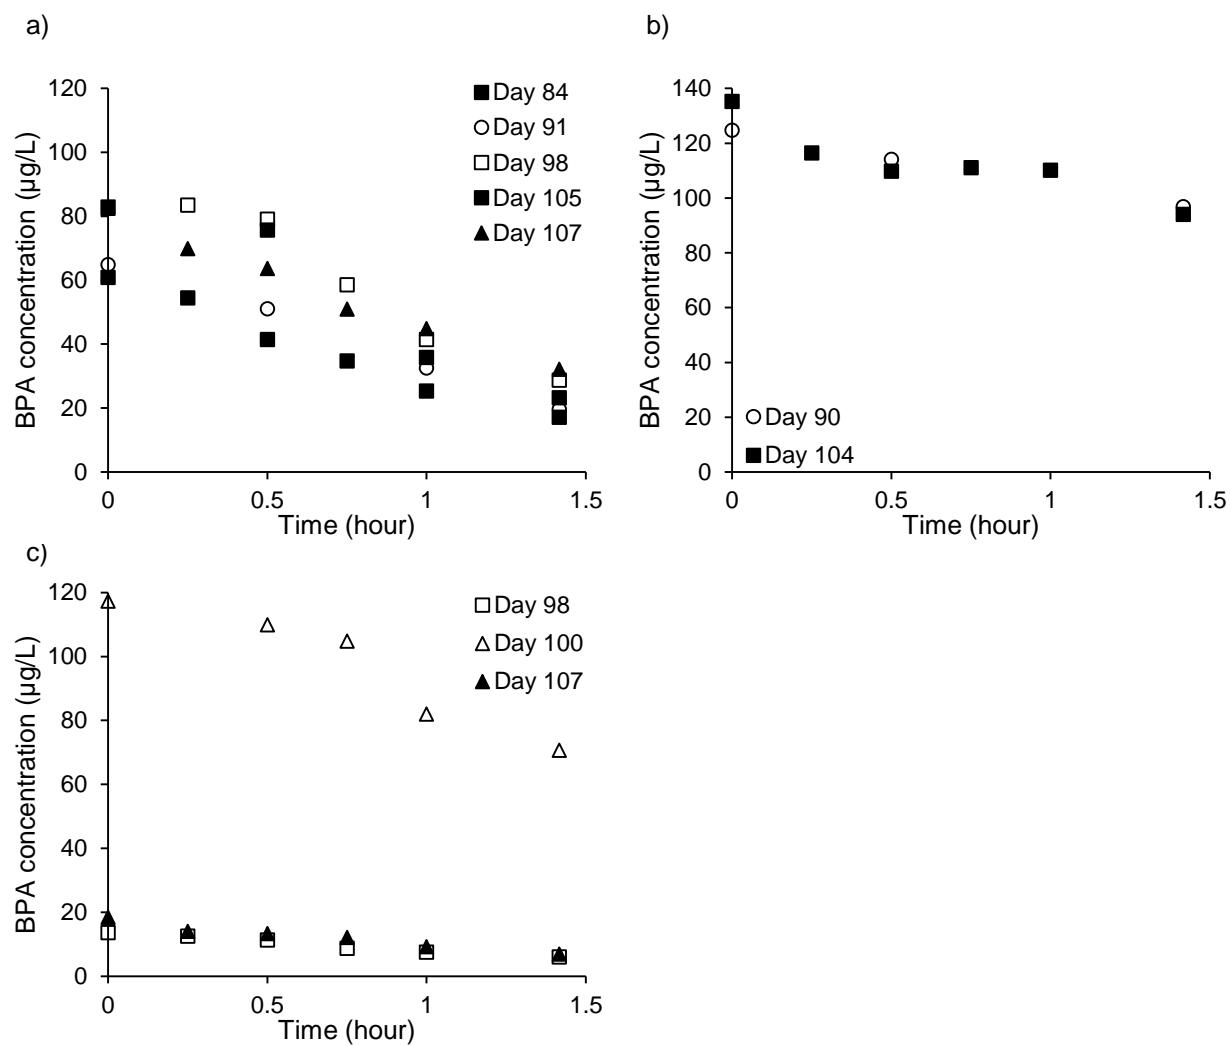 a)
BPA concentration (µg/L)
120
100
80
60
40
20
0
0 0.5 1 1.5
Time (hour)
Day 84
Day 91
Day 98
Day 105
Day 107
b)
BPA concentration (µg/L)
140
120
100
80
60
40
20
0
0 0.5 1 1.5
Time (hour)
Day 90
Day 104
c)
BPA concentration (µg/L)
120
100
80
60
40
20
0
0 0.5 1 1.5
Time (hour)
Day 98
Day 100
Day 107